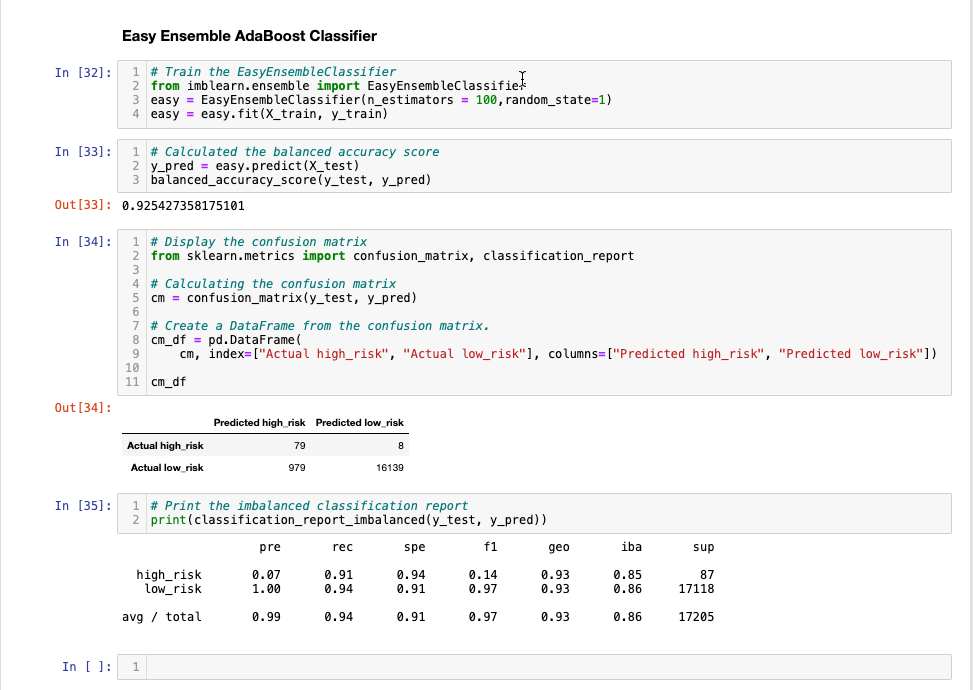 Easy Ensemble AdaBoost Classifier
In [32]:
1 # Train the EasyEnsembleClassifier
2 from imblearn.ensemble import EasyEnsembleClassifier
3 easy = EasyEnsembleClassifier(n_estimators = 100,random_state=1)
4 easy = easy.fit(X_train, y_train)
In [33]:
1 # Calculated the balanced accuracy score
2 y_pred = easy.predict(X_test)
3 balanced_accuracy_score(y_test, y_pred)
Out[33]: 0.925427358175101
In [34]:
1 # Display the confusion matrix
2 from sklearn.metrics import confusion_matrix, classification_report
3
4 # Calculating the confusion matrix
5 cm = confusion_matrix(y_test, y_pred)
6
7 # Create a DataFrame from the confusion matrix.
8 cm_df = pd.DataFrame(
9     cm, index=["Actual high_risk", "Actual low_risk"], columns=["Predicted high_risk", "Predicted low_risk"])
10
11 cm_df
Out[34]:
Predicted high_risk Predicted low_risk
Actual high_risk 79 8
Actual low_risk 979 16139
In [35]:
1 # Print the imbalanced classification report
2 print(classification_report_imbalanced(y_test, y_pred))
pre rec spe f1 geo iba sup
high_risk 0.07 0.91 0.94 0.14 0.93 0.85 87
low_risk 1.00 0.94 0.91 0.97 0.93 0.86 17118
avg / total 0.99 0.94 0.91 0.97 0.93 0.86 17205
In [ ]:
1